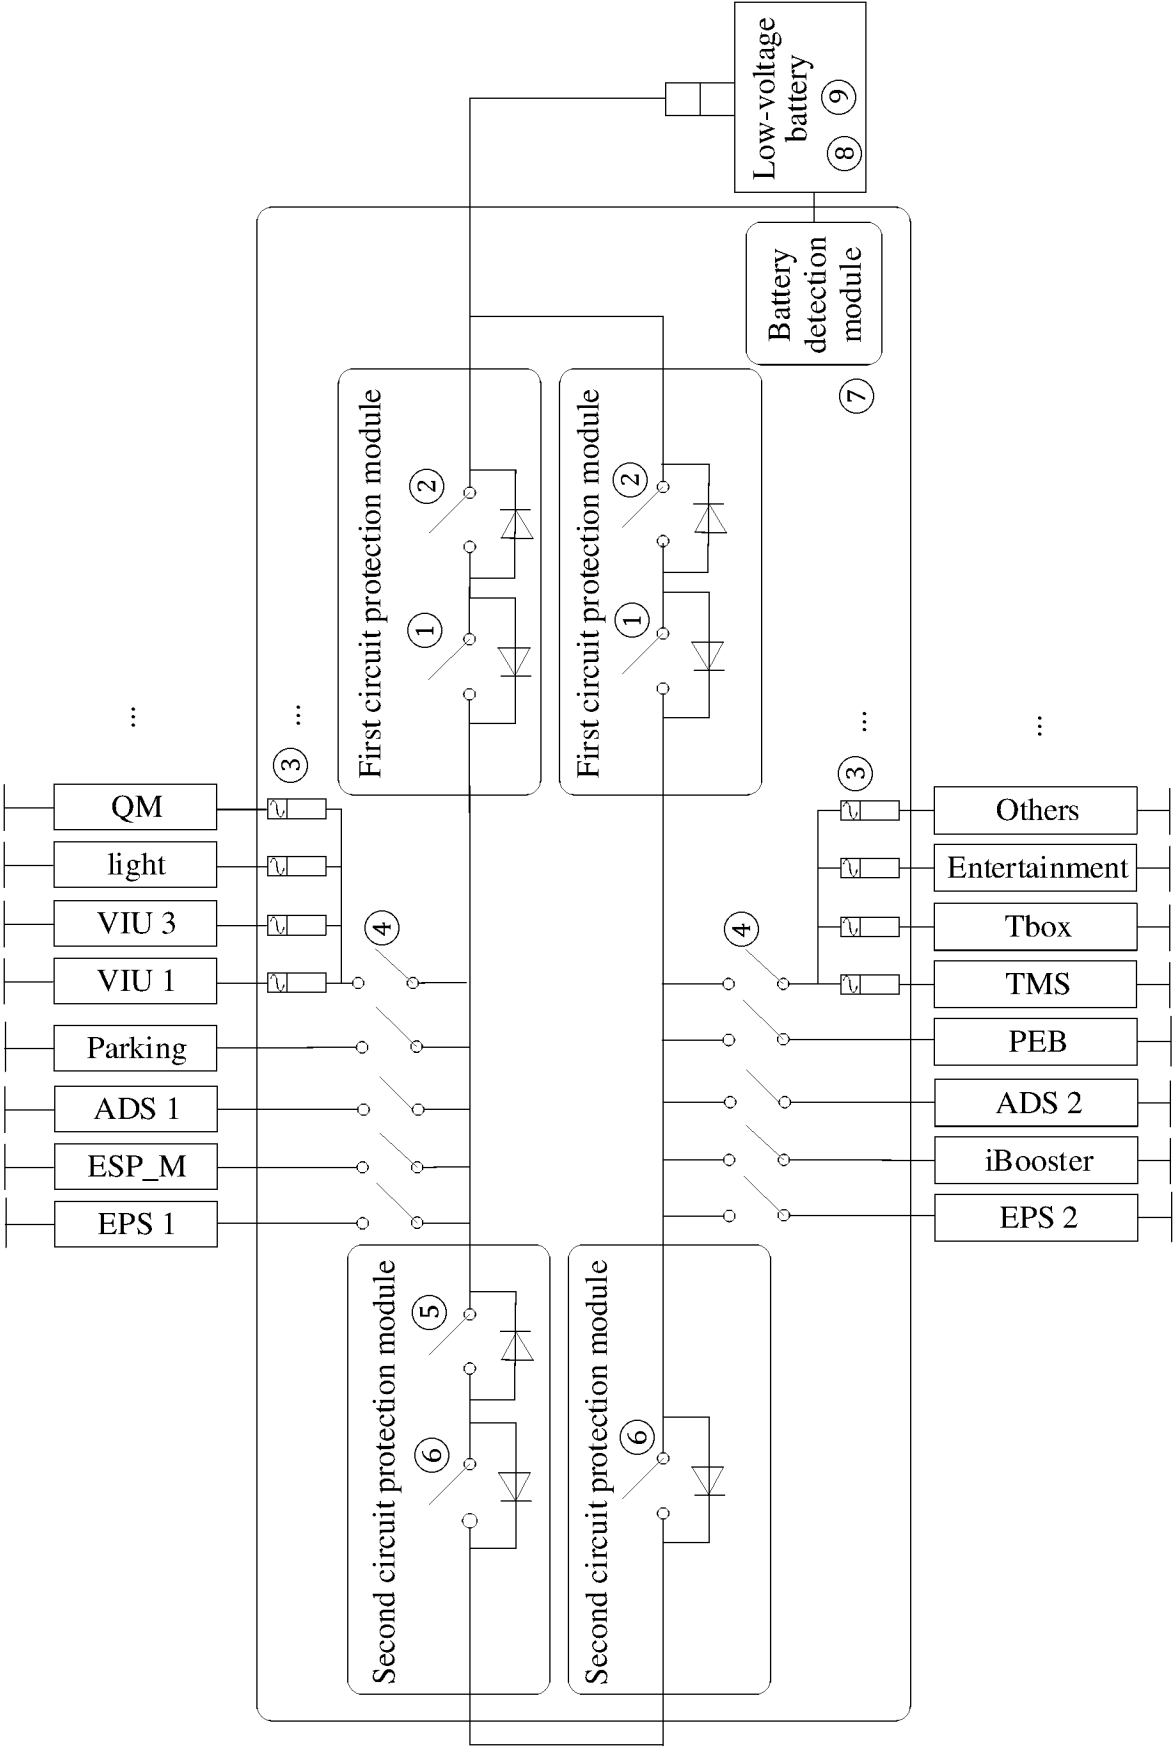 Low-voltage
battery
⑧ ⑨
Battery
detection
module
⑦
First circuit protection module
②
①
First circuit protection module
②
①
...
...
QM
③
light
VIU 3
VIU 1
④
Parking
ADS 1
ESP_M
EPS 1
...
...
③
Others
Entertainment
Tbox
④
TMS
PEB
ADS 2
iBooster
EPS 2
Second circuit protection module
⑤
⑥
Second circuit protection module
⑥